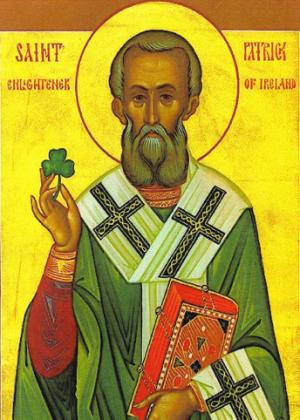 SAINT PATRICK
ENLIGHTENER OF IRELAND